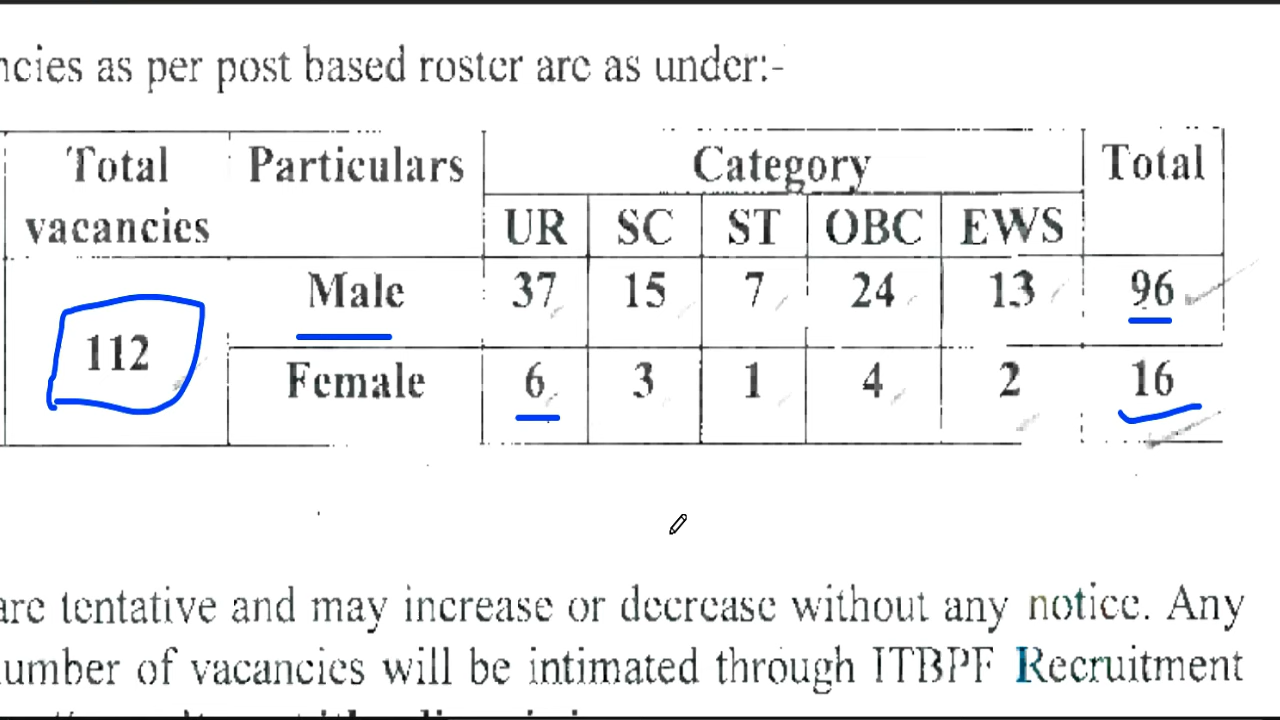 ncies as per post based roster are as under:-
Total vacancies Particulars Category Total
UR SC ST OBC EWS
112 Male 37 15 7 24 13 96
Female 6 3 1 4 2 16
are tentative and may increase or decrease without any notice. Any
umber of vacancies will be intimated through ITBPF Recruitment